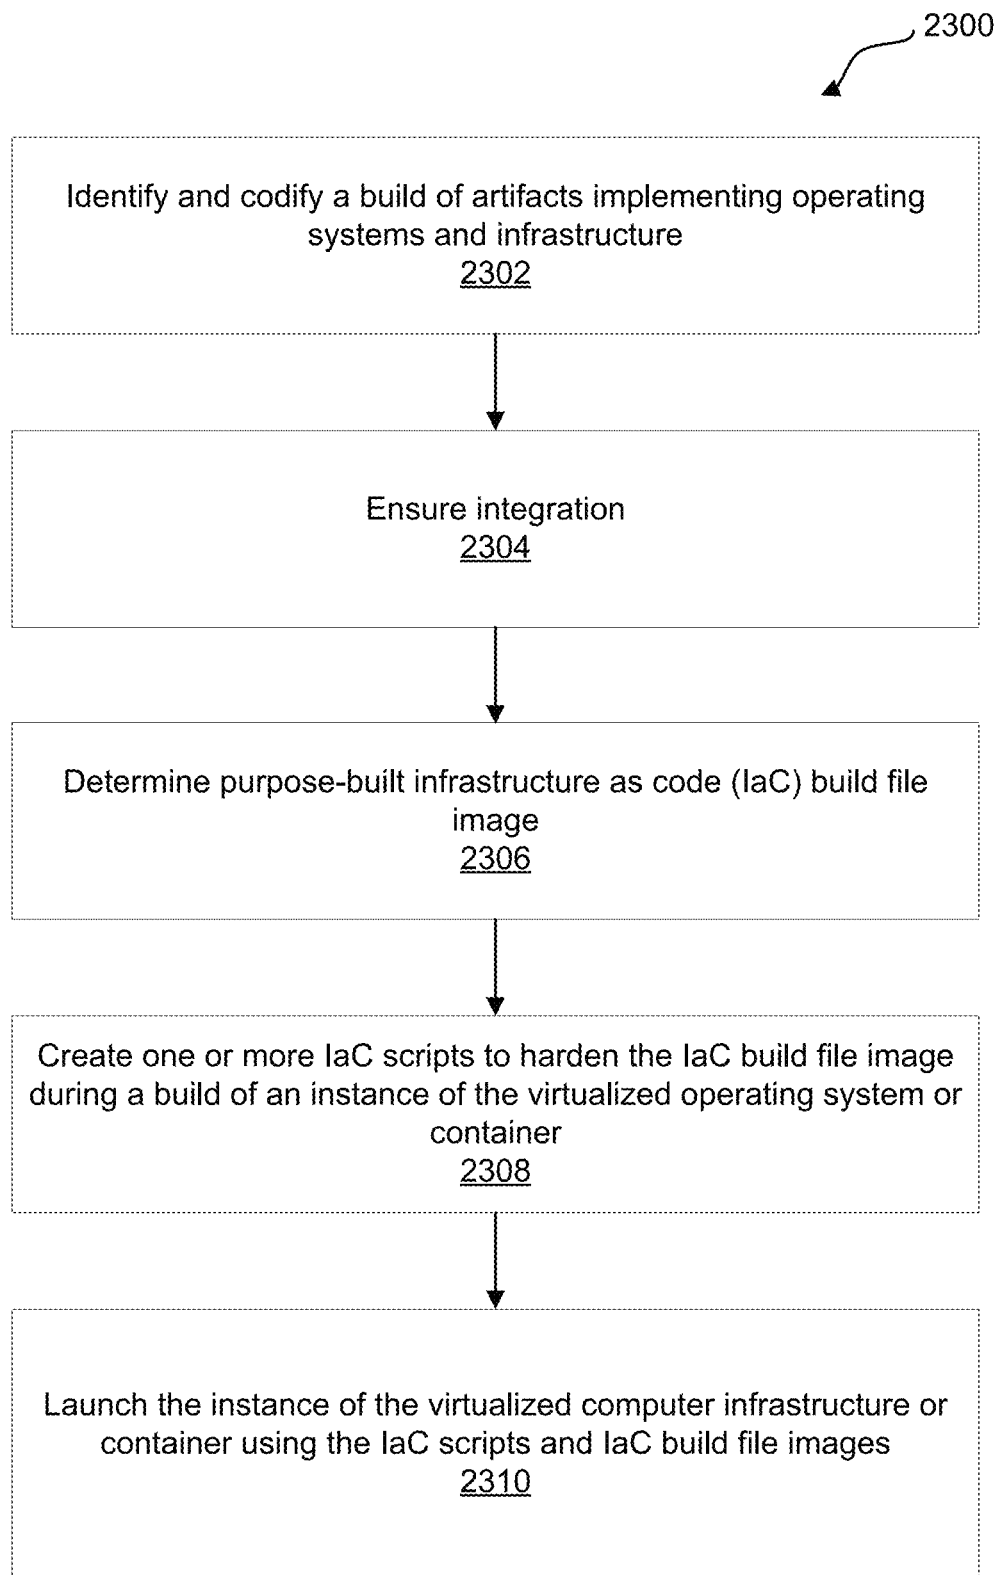 2300
Identify and codify a build of artifacts implementing operating
systems and infrastructure
2302
Ensure integration
2304
Determine purpose-built infrastructure as code (IaC) build file
image
2306
Create one or more IaC scripts to harden the IaC build file image
during a build of an instance of the virtualized operating system or
container
2308
Launch the instance of the virtualized computer infrastructure or
container using the IaC scripts and IaC build file images
2310